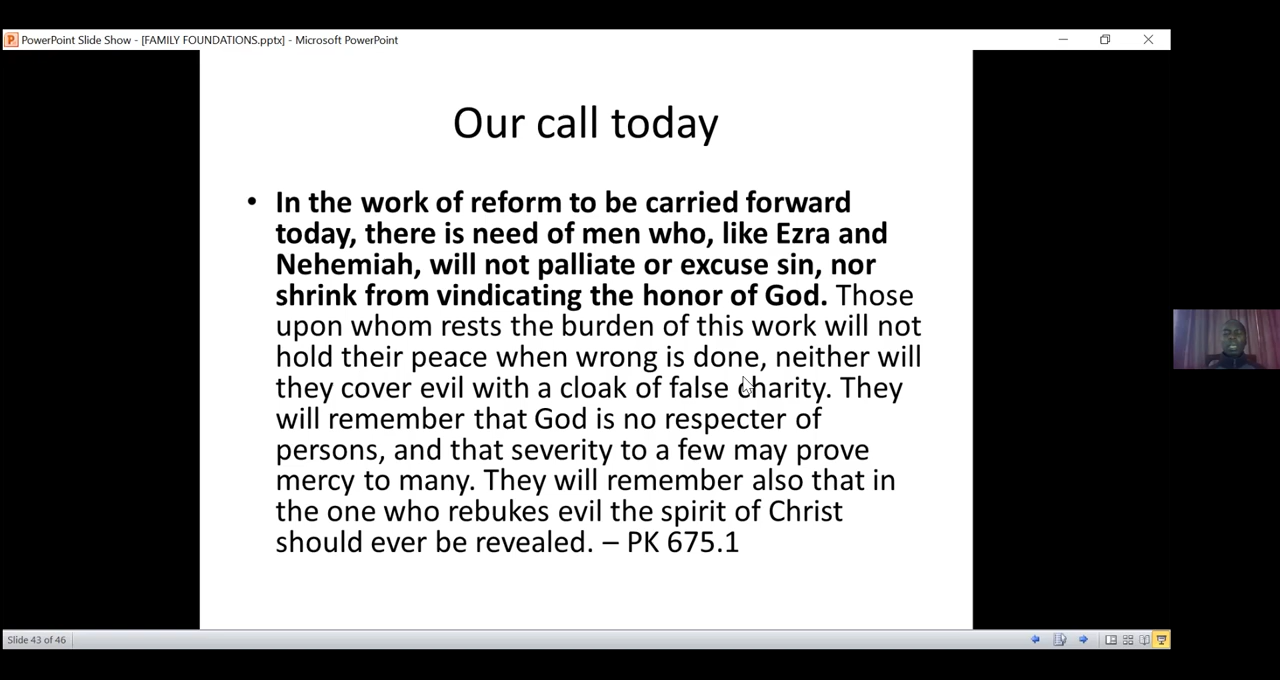 PowerPoint Slide Show - [FAMILY FOUNDATIONS.pptx] - Microsoft PowerPoint
Our call today
• In the work of reform to be carried forward
today, there is need of men who, like Ezra and
Nehemiah, will not palliate or excuse sin, nor
shrink from vindicating the honor of God. Those
upon whom rests the burden of this work will not
hold their peace when wrong is done, neither will
they cover evil with a cloak of false charity. They
will remember that God is no respecter of
persons, and that severity to a few may prove
mercy to many. They will remember also that in
the one who rebukes evil the spirit of Christ
should ever be revealed. – PK 675.1
Slide 43 of 46